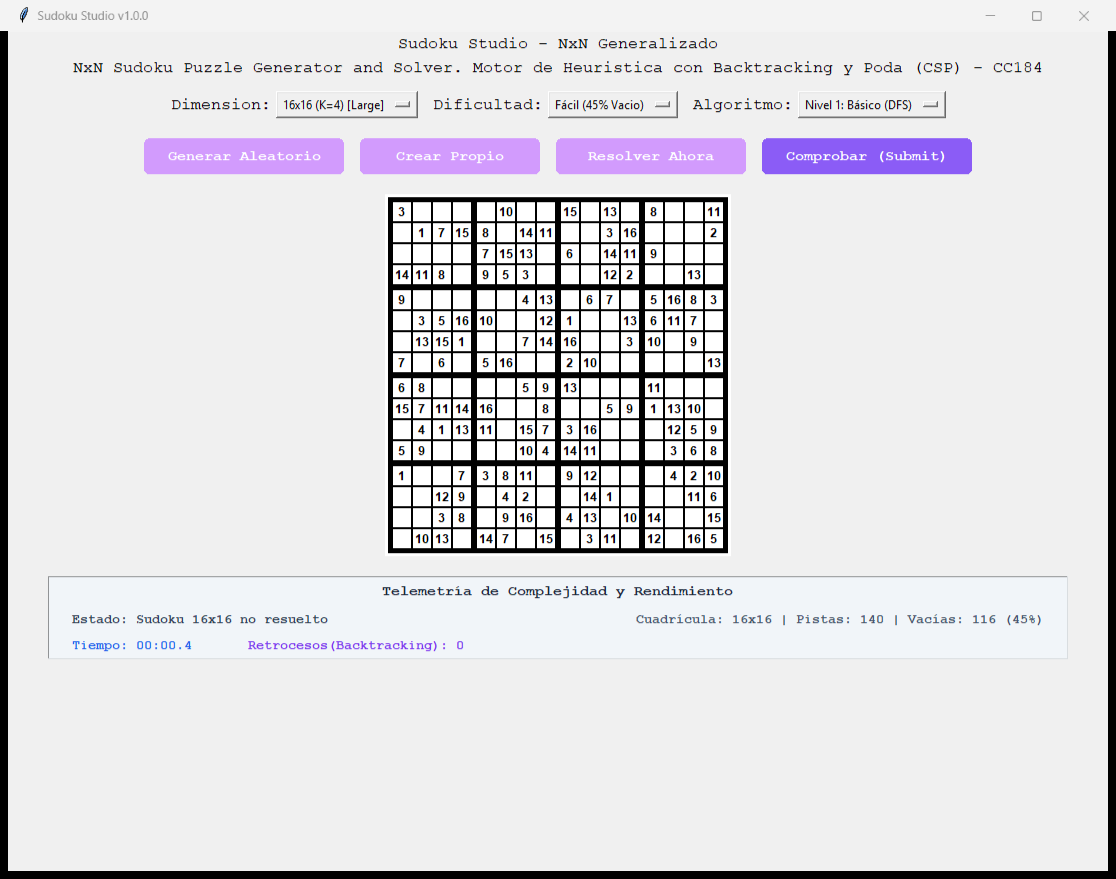 Sudoku Studio v1.0.0
Sudoku Studio - NxN Generalizado
NxN Sudoku Puzzle Generator and Solver. Motor de Heuristica con Backtracking y Poda (CSP) - CC184
Dimension: 16x16 (K=4) [Large] Dificultad: Fácil (45% Vacio) Algoritmo: Nivel 1: Básico (DFS)
Generar Aleatorio Crear Propio Resolver Ahora Comprobar (Submit)
3 10 15 13 8 11
1 7 15 8 14 11 3 16 2
7 15 13 6 14 11 9
14 11 8 9 5 3 12 2 13
9 4 13 6 7 5 16 8 3
3 5 16 10 12 1 13 6 11 7
13 15 1 7 14 16 3 10 9
7 6 5 16 2 10 13
6 8 5 9 13 11
15 7 11 14 16 8 5 9 1 13 10
4 1 13 11 15 7 3 16 12 5 9
5 9 10 4 14 11 3 6 8
1 7 3 8 11 9 12 4 2 10
12 9 4 2 14 1 11 6
3 8 9 16 4 13 10 14 15
10 13 14 7 15 3 11 12 16 5
Telemetría de Complejidad y Rendimiento
Estado: Sudoku 16x16 no resuelto Cuadrícula: 16x16 | Pistas: 140 | Vacías: 116 (45%)
Tiempo: 00:00.4 Retrocesos(Backtracking): 0